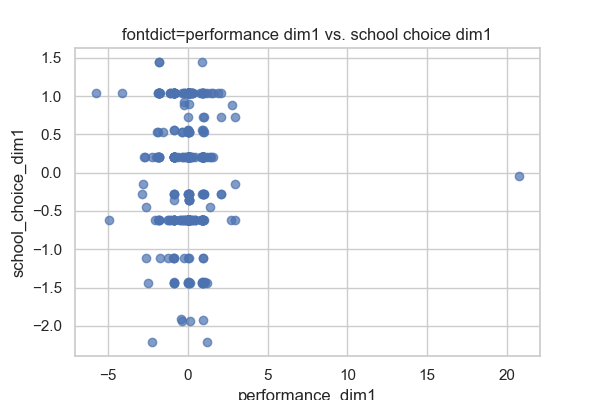 fontdict=performance dim1 vs. school choice dim1
1.5
1.0
0.5
0.0
−0.5
−1.0
−1.5
−2.0
school_choice_dim1
−5 0 5 10 15 20
performance_dim1